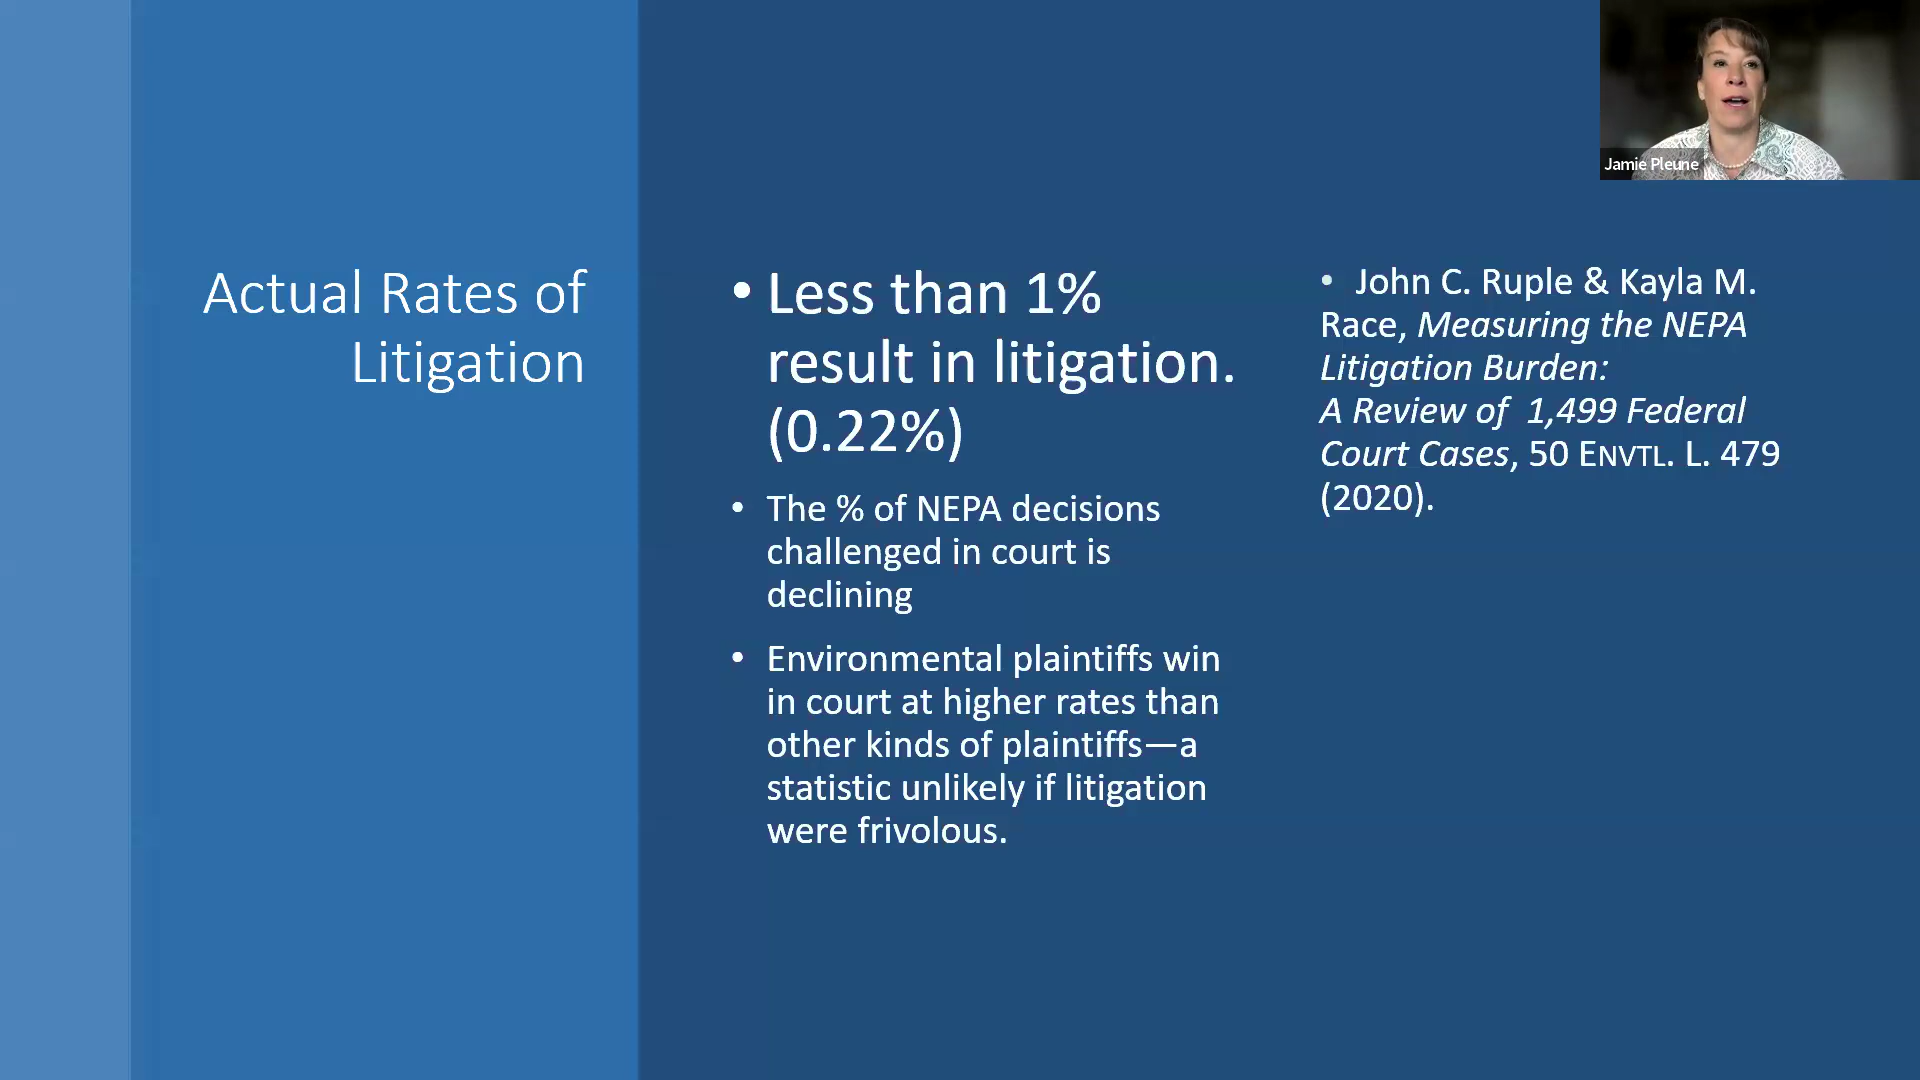 Jamie Pleune
Actual Rates of
Litigation
• Less than 1%
result in litigation.
(0.22%)
• The % of NEPA decisions
challenged in court is
declining
• Environmental plaintiffs win
in court at higher rates than
other kinds of plaintiffs—a
statistic unlikely if litigation
were frivolous.
• John C. Ruple & Kayla M.
Race, Measuring the NEPA
Litigation Burden:
A Review of 1,499 Federal
Court Cases, 50 ENVTL. L. 479
(2020).